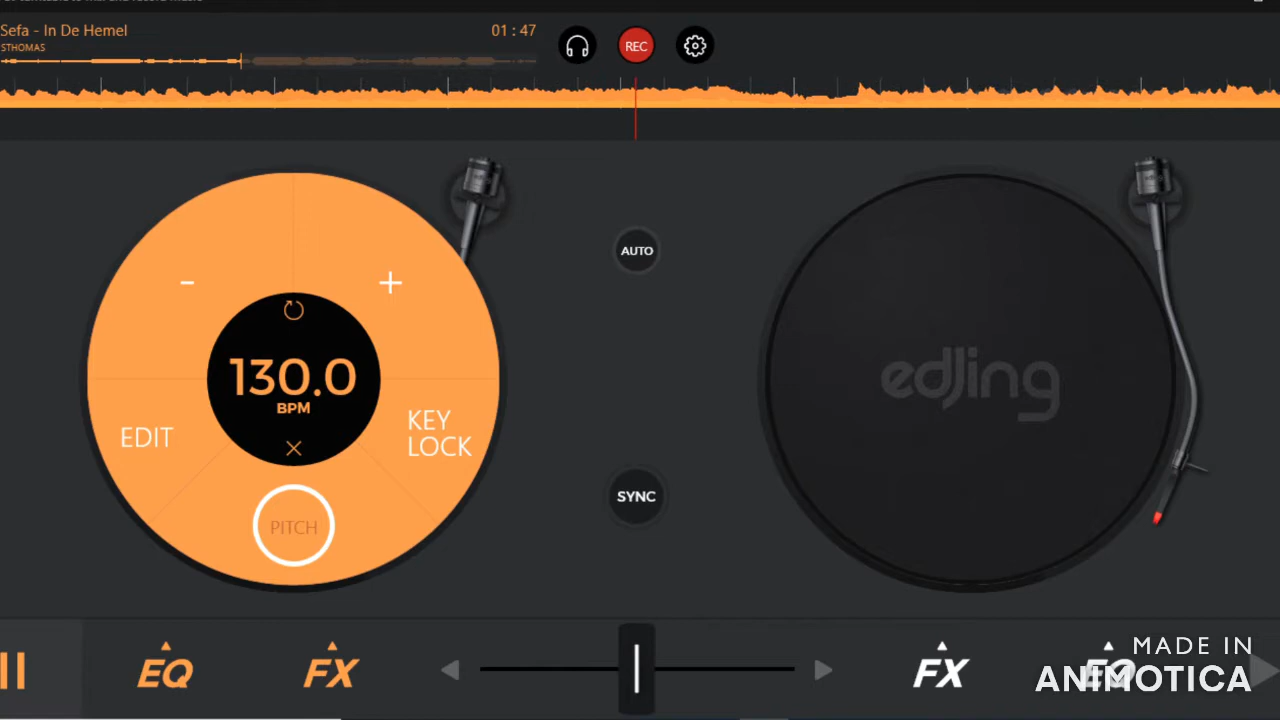 Sefa - In De Hemel
STHOMAS
01 : 47
REC
AUTO
- +
130.0
BPM
EDIT
KEY
LOCK
PITCH
SYNC
edjing
EQ
FX
FX
EQ
MADE IN
ANIMOTICA